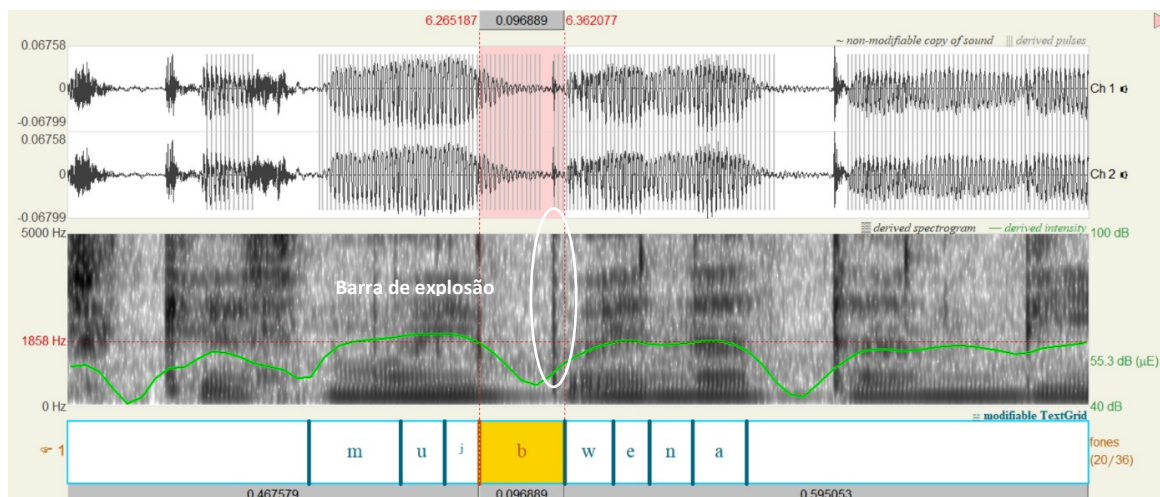 6.265187 0.096889 6.362077
0.06758 ~ non-modifiable copy of sound ||| derived pulses
0 Ch 1
-0.06799
0.06758
0 Ch 2
-0.06799
5000 Hz derived spectrogram — derived intensity 100 dB
Barra de explosão
1858 Hz 55.3 dB (µE)
0 Hz 40 dB
modifiable TextGrid
1 m u j b w e n a fones
(20/36)
0.467579 0.096889 0.595053